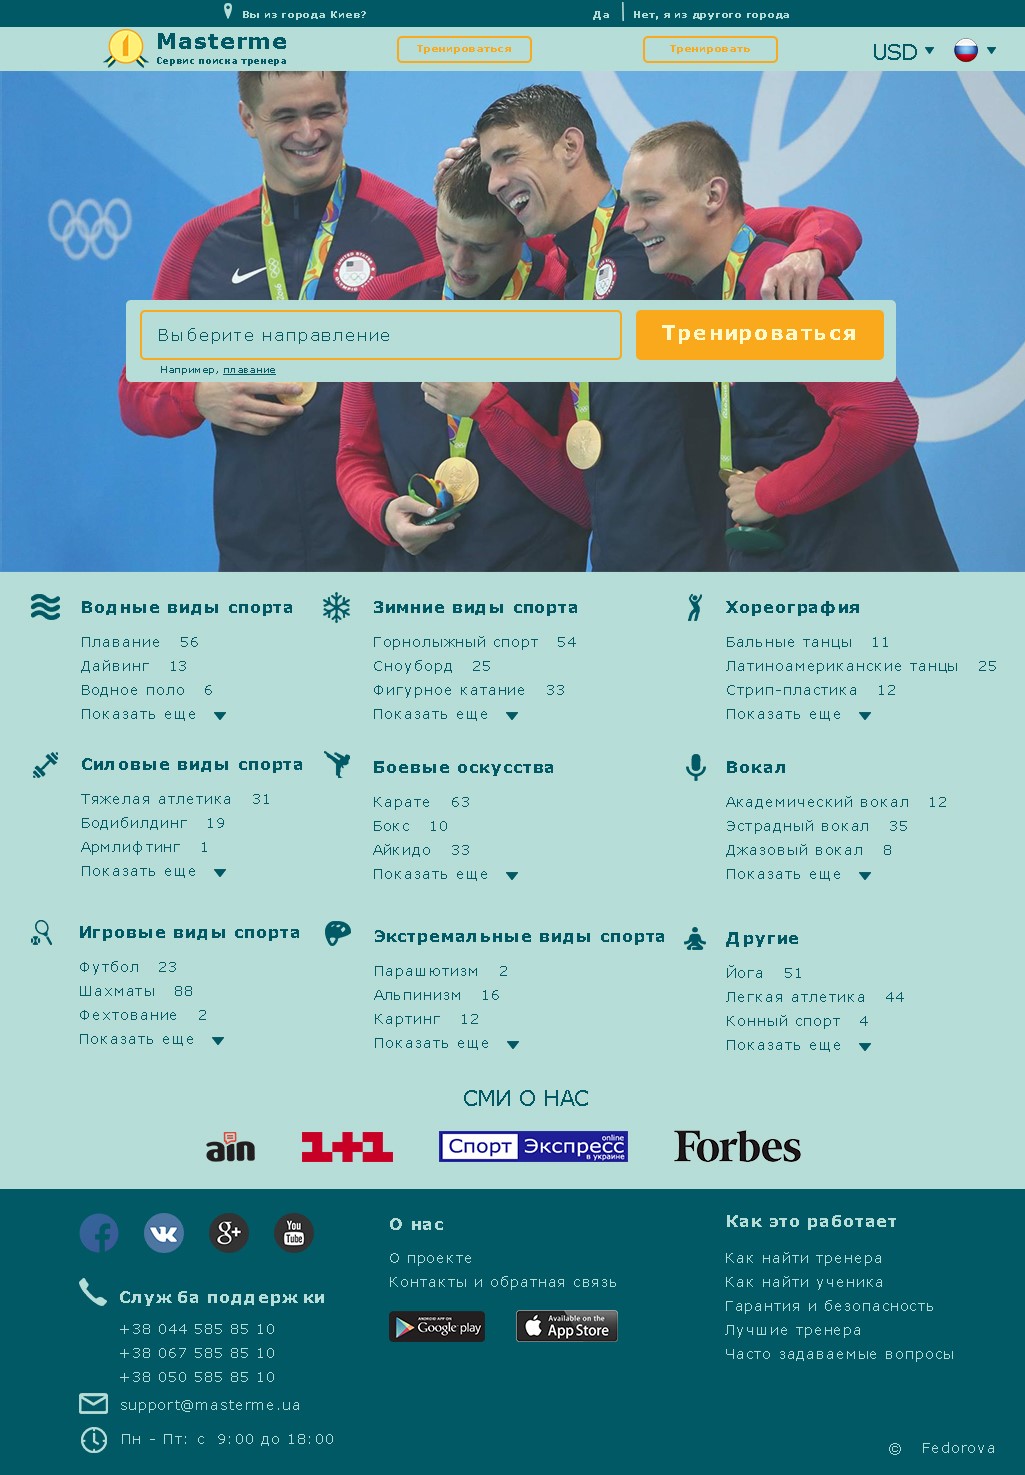 Вы из города Киев?
Да
Нет, я из другого города
Masterme
Сервис поиска тренера
Тренироваться
Тренировать
USD
Выберите направление
Тренироваться
Например, плавание
Водные виды спорта
Плавание 56
Дайвинг 13
Водное поло 6
Показать еще
Зимние виды спорта
Горнолыжный спорт 54
Сноуборд 25
Фигурное катание 33
Показать еще
Хореография
Бальные танцы 11
Латиноамериканские танцы 25
Стрип-пластика 12
Показать еще
Силовые виды спорта
Тяжелая атлетика 31
Бодибилдинг 19
Армлифтинг 1
Показать еще
Боевые оскусства
Карате 63
Бокс 10
Айкидо 33
Показать еще
Вокал
Академический вокал 12
Эстрадный вокал 35
Джазовый вокал 8
Показать еще
Игровые виды спорта
Футбол 23
Шахматы 88
Фехтование 2
Показать еще
Экстремальные виды спорта
Парашютизм 2
Альпинизм 16
Картинг 12
Показать еще
Другие
Йога 51
Легкая атлетика 44
Конный спорт 4
Показать еще
СМИ О НАС
ain
1+1
Спорт Экспресс
online
в украине
Forbes
You
Tube
g+
Служба поддержки
+38 044 585 85 10
+38 067 585 85 10
+38 050 585 85 10
support@masterme.ua
Пн - Пт: с 9:00 до 18:00
О нас
О проекте
Контакты и обратная связь
ANDROID APP ON
Google play
Available on the
App Store
Как это работает
Как найти тренера
Как найти ученика
Гарантия и безопасность
Лучшие тренера
Часто задаваемые вопросы
© Fedorova